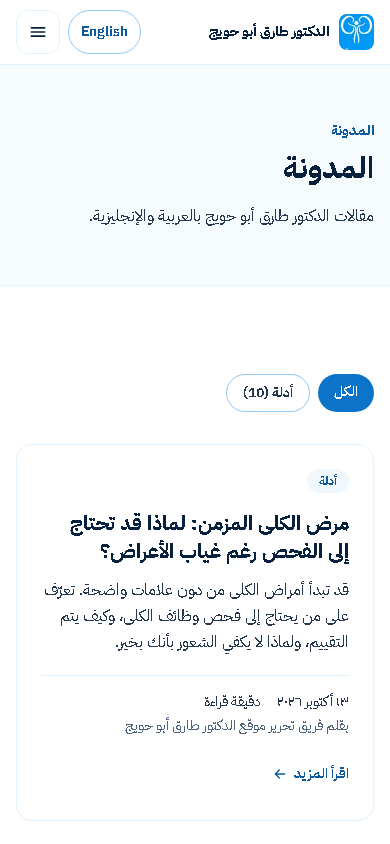 الدكتور طارق أبو حويج
English
المدونة
المدونة
مقالات الدكتور طارق أبو حويج بالعربية والإنجليزية.
الكل
أدلة (10)
أدلة
مرض الكلى المزمن: لماذا قد تحتاج
إلى الفحص رغم غياب الأعراض؟
قد تبدأ أمراض الكلى من دون علامات واضحة. تعرّف
على من يحتاج إلى فحص وظائف الكلى، وكيف يتم
التقييم، ولماذا لا يكفي الشعور بأنك بخير.
١٣ أكتوبر ٢٠٢٦ دقيقة قراءة
بقلم فريق تحرير موقع الدكتور طارق أبو حويج
اقرأ المزيد ←